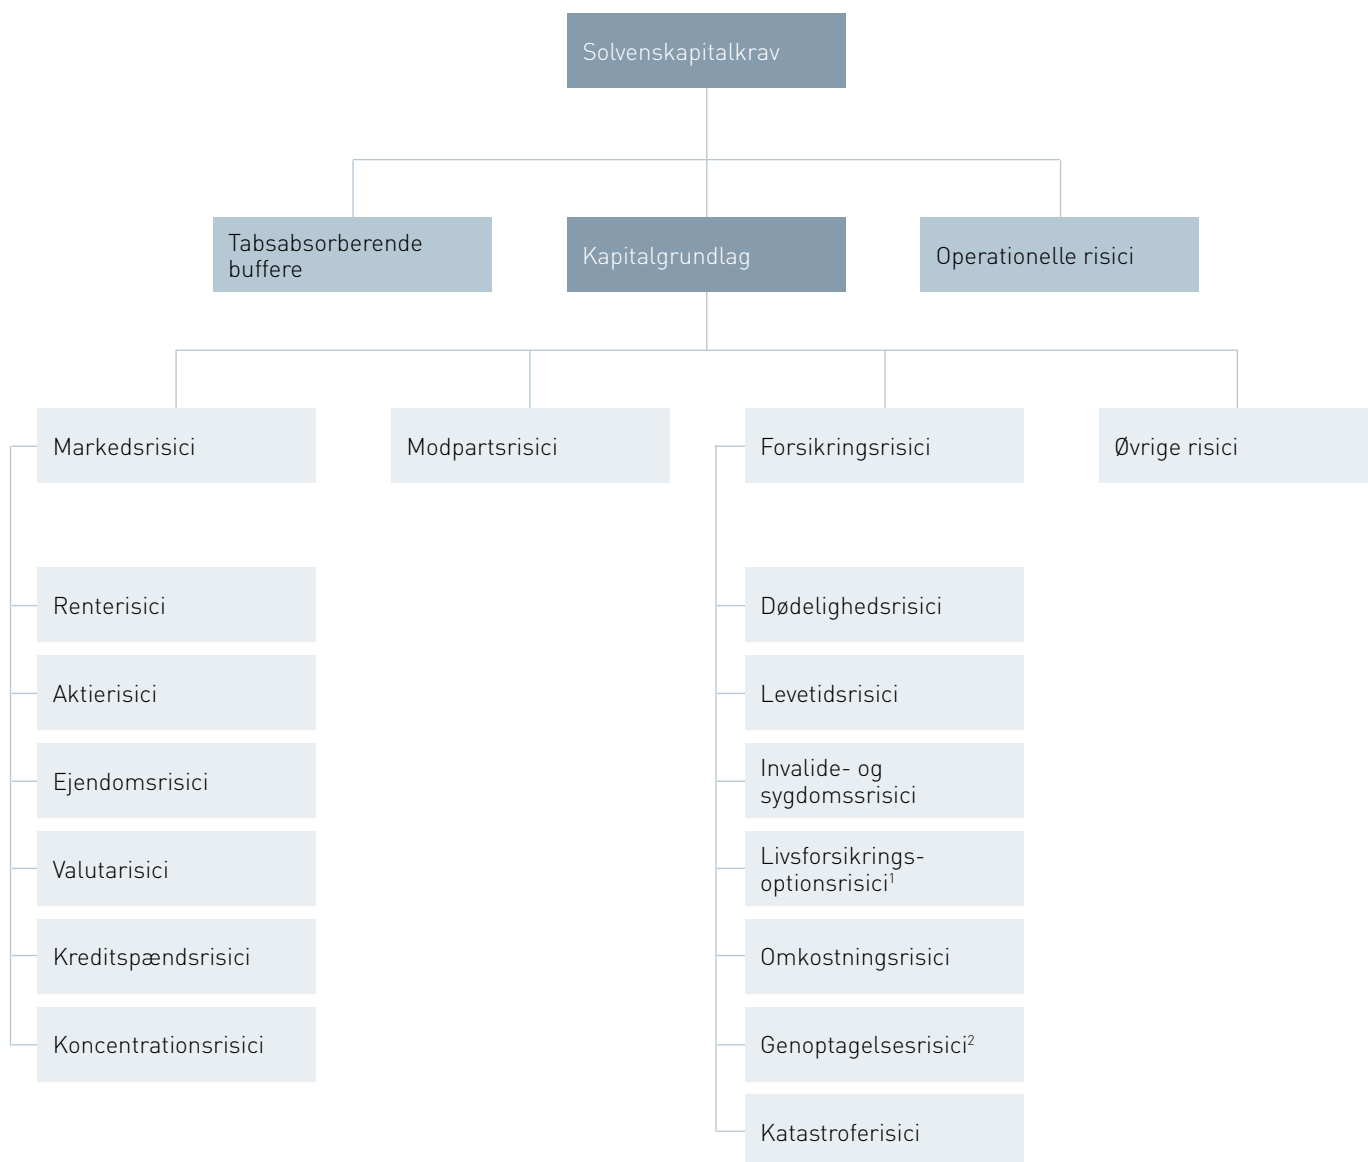 Solvenskapitalkrav
Tabsabsorberende
buffere
Kapitalgrundlag
Operationelle risici
Markedsrisici
Modpartsrisici
Forsikringsrisici
Øvrige risici
Renterisici
Aktierisici
Ejendomsrisici
Valutarisici
Kreditspændsrisici
Koncentrationsrisici
Dødelighedsrisici
Levetidsrisici
Invalide- og
sygdomssrisici
Livsforsikrings-
optionsrisici¹
Omkostningsrisici
Genoptagelsesrisici²
Katastroferisici